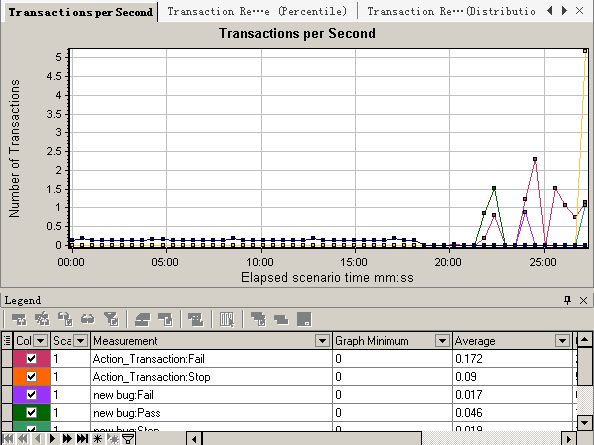 Transactions per Second
Transaction Re…e (Percentile)
Transaction Re…(Distributio
Transactions per Second
Number of Transactions
5
4.5
4
3.5
3
2.5
2
1.5
1
0.5
0
00:00 05:00 10:00 15:00 20:00 25:00
Elapsed scenario time mm:ss
Legend
Col Sca Measurement Graph Minimum Average
1 Action_Transaction:Fail 0 0.172
1 Action_Transaction:Stop 0 0.09
1 new bug:Fail 0 0.017
1 new bug:Pass 0 0.046
1 new bug:Stop 0 0.019